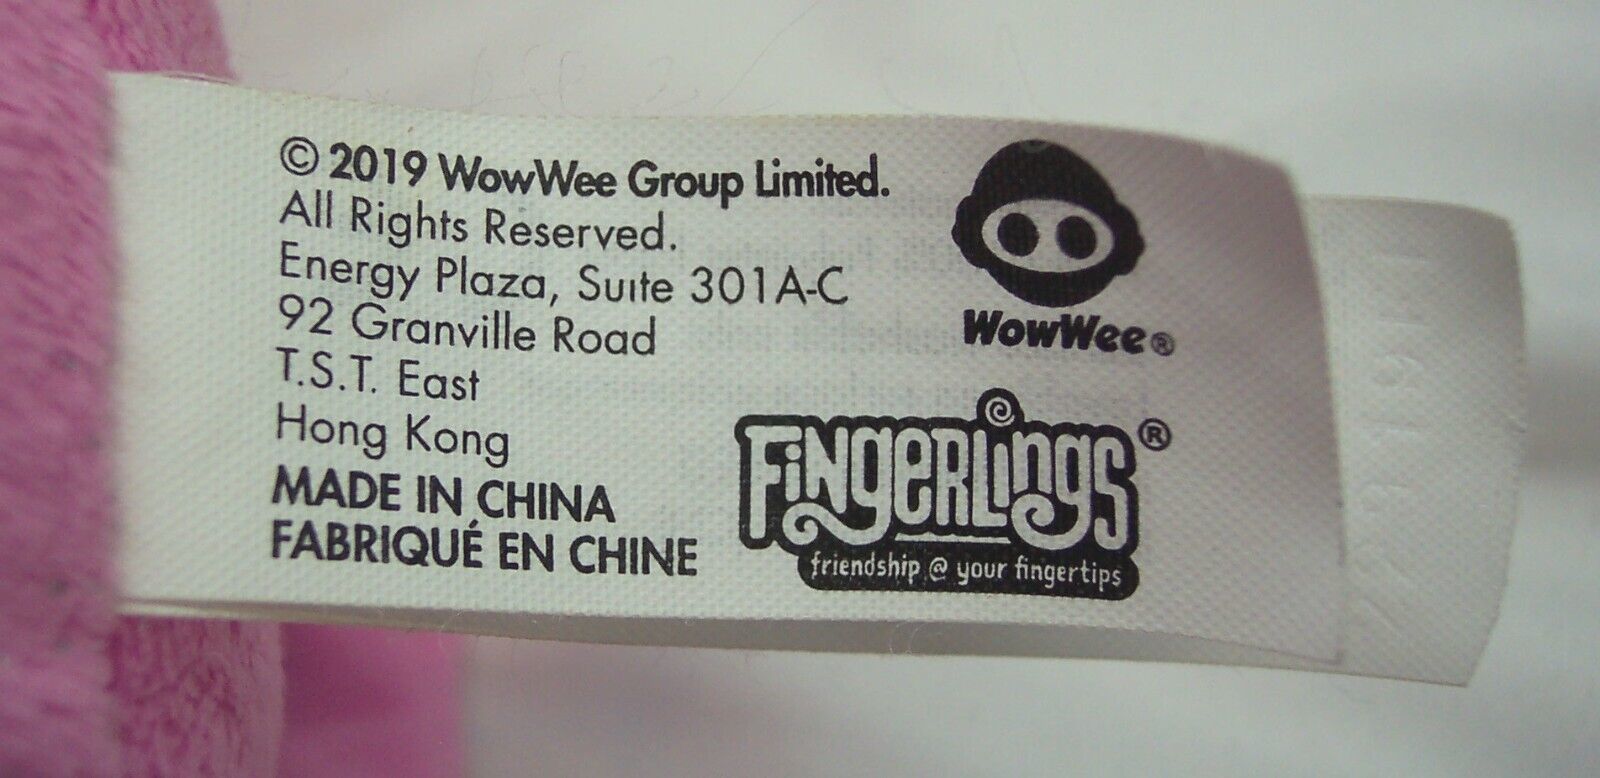 © 2019 WowWee Group Limited.
All Rights Reserved.
Energy Plaza, Suite 301A-C
92 Granville Road
T.S.T. East
Hong Kong
MADE IN CHINA
FABRIQUÉ EN CHINE
WowWee®
FiNgeRLings®
friendship @ your fingertips